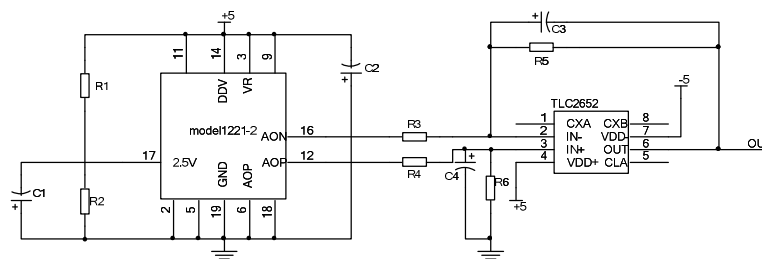 +5
C3
R5
11
14
3
9
DDV
VR
C2
R1
model1221-2
TLC2652
-5
R3
1
CXA
CXB
8
AON
16
2
IN-
VDD-
7
17
2.5V
AOP
12
3
IN+
OUT
6
OU
R4
4
VDD+
CLA
5
GND
AOP
C4
R6
C1
R2
+5
2
5
19
6
18